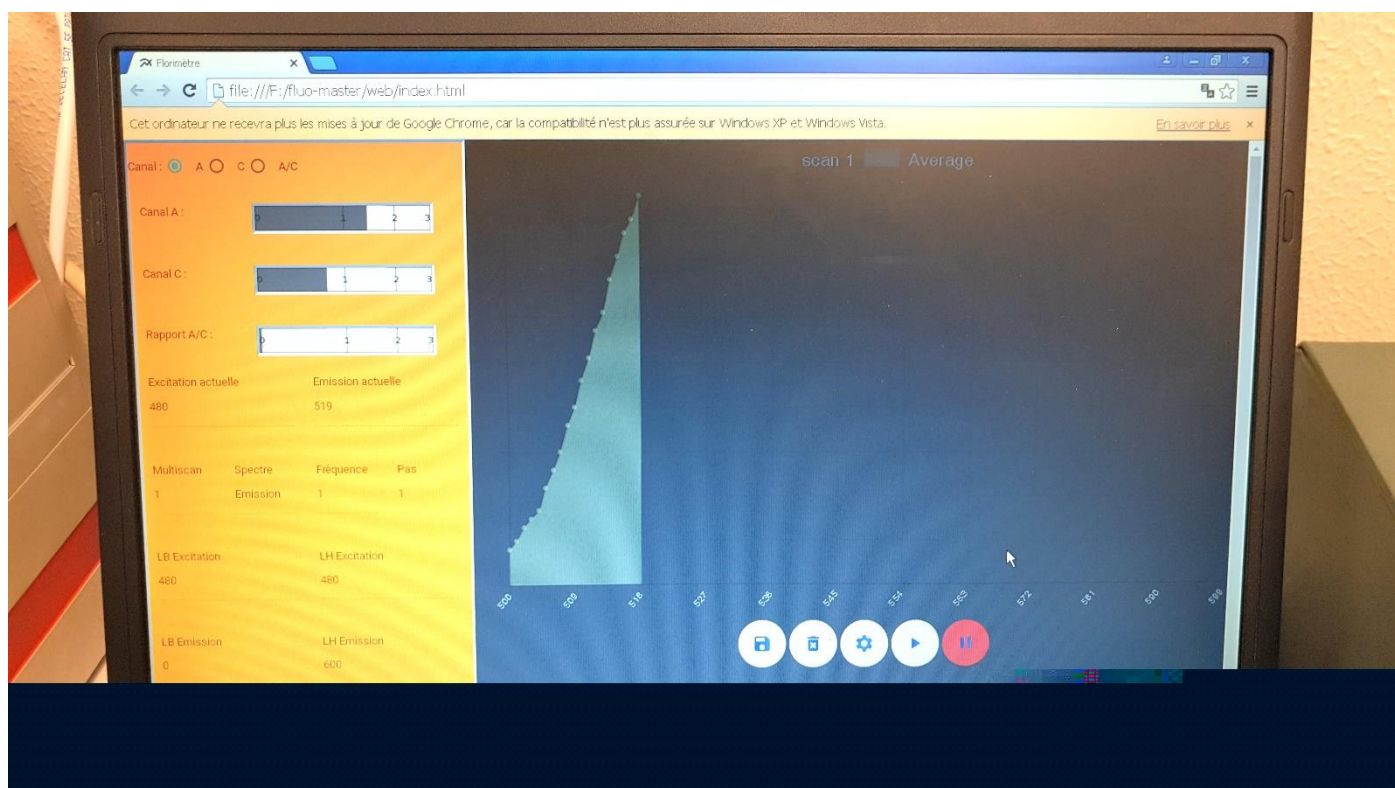 Florimètre
file:///F:/fluo-master/web/index.html
Cet ordinateur ne recevra plus les mises à jour de Google Chrome, car la compatibilité n'est plus assurée sur Windows XP et Windows Vista. En savoir plus
Canal : A C A/C
scan 1 Average
Canal A : 0 1 2 3
Canal C : 0 1 2 3
Rapport A/C : 0 1 2 3
Excitation actuelle Emission actuelle
480 519
Multiscan Spectre Fréquence Pas
1 Emission 1 1
LB Excitation LH Excitation
480 480
500 509 518 527 536 545 554 563 572 581 590 599
LB Emission LH Emission
0 600